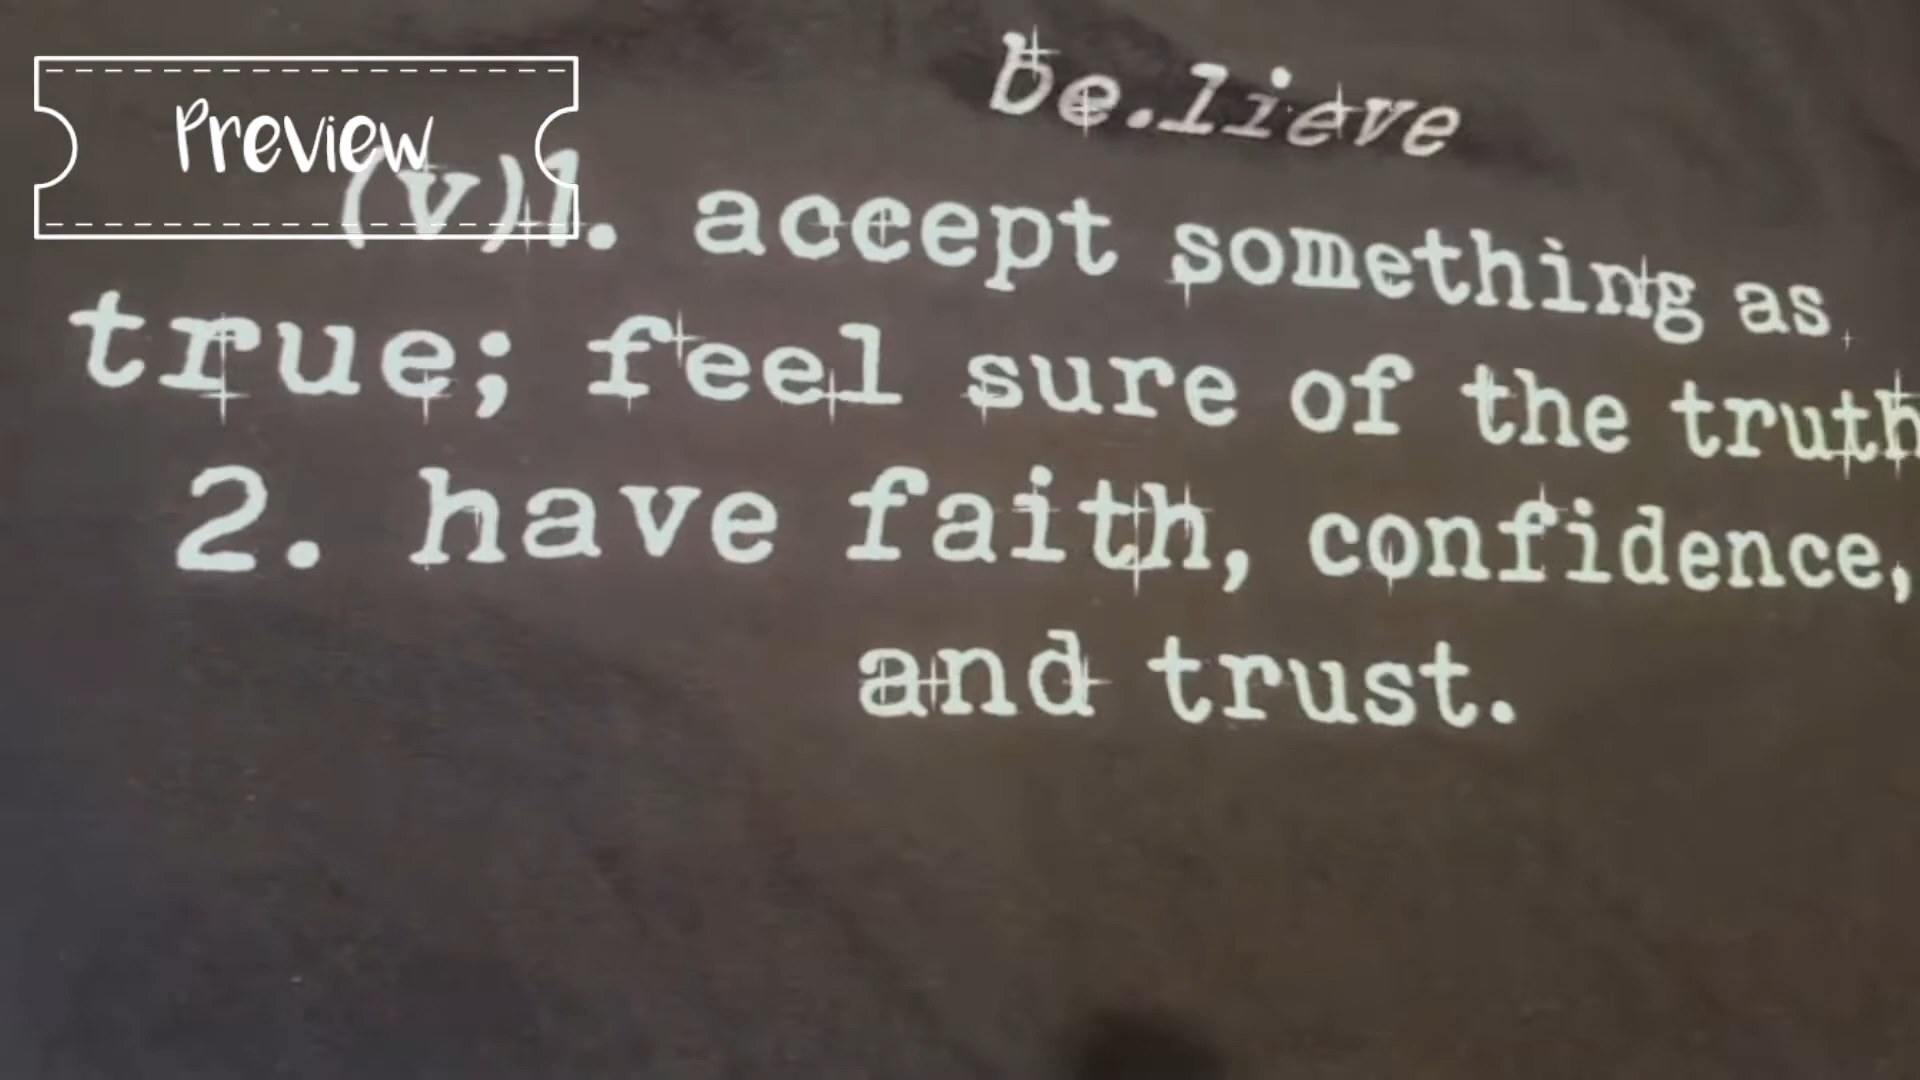 be.lieve
Preview
(v)1. accept something as
true; feel sure of the truth
2. have faith, confidence,
and trust.